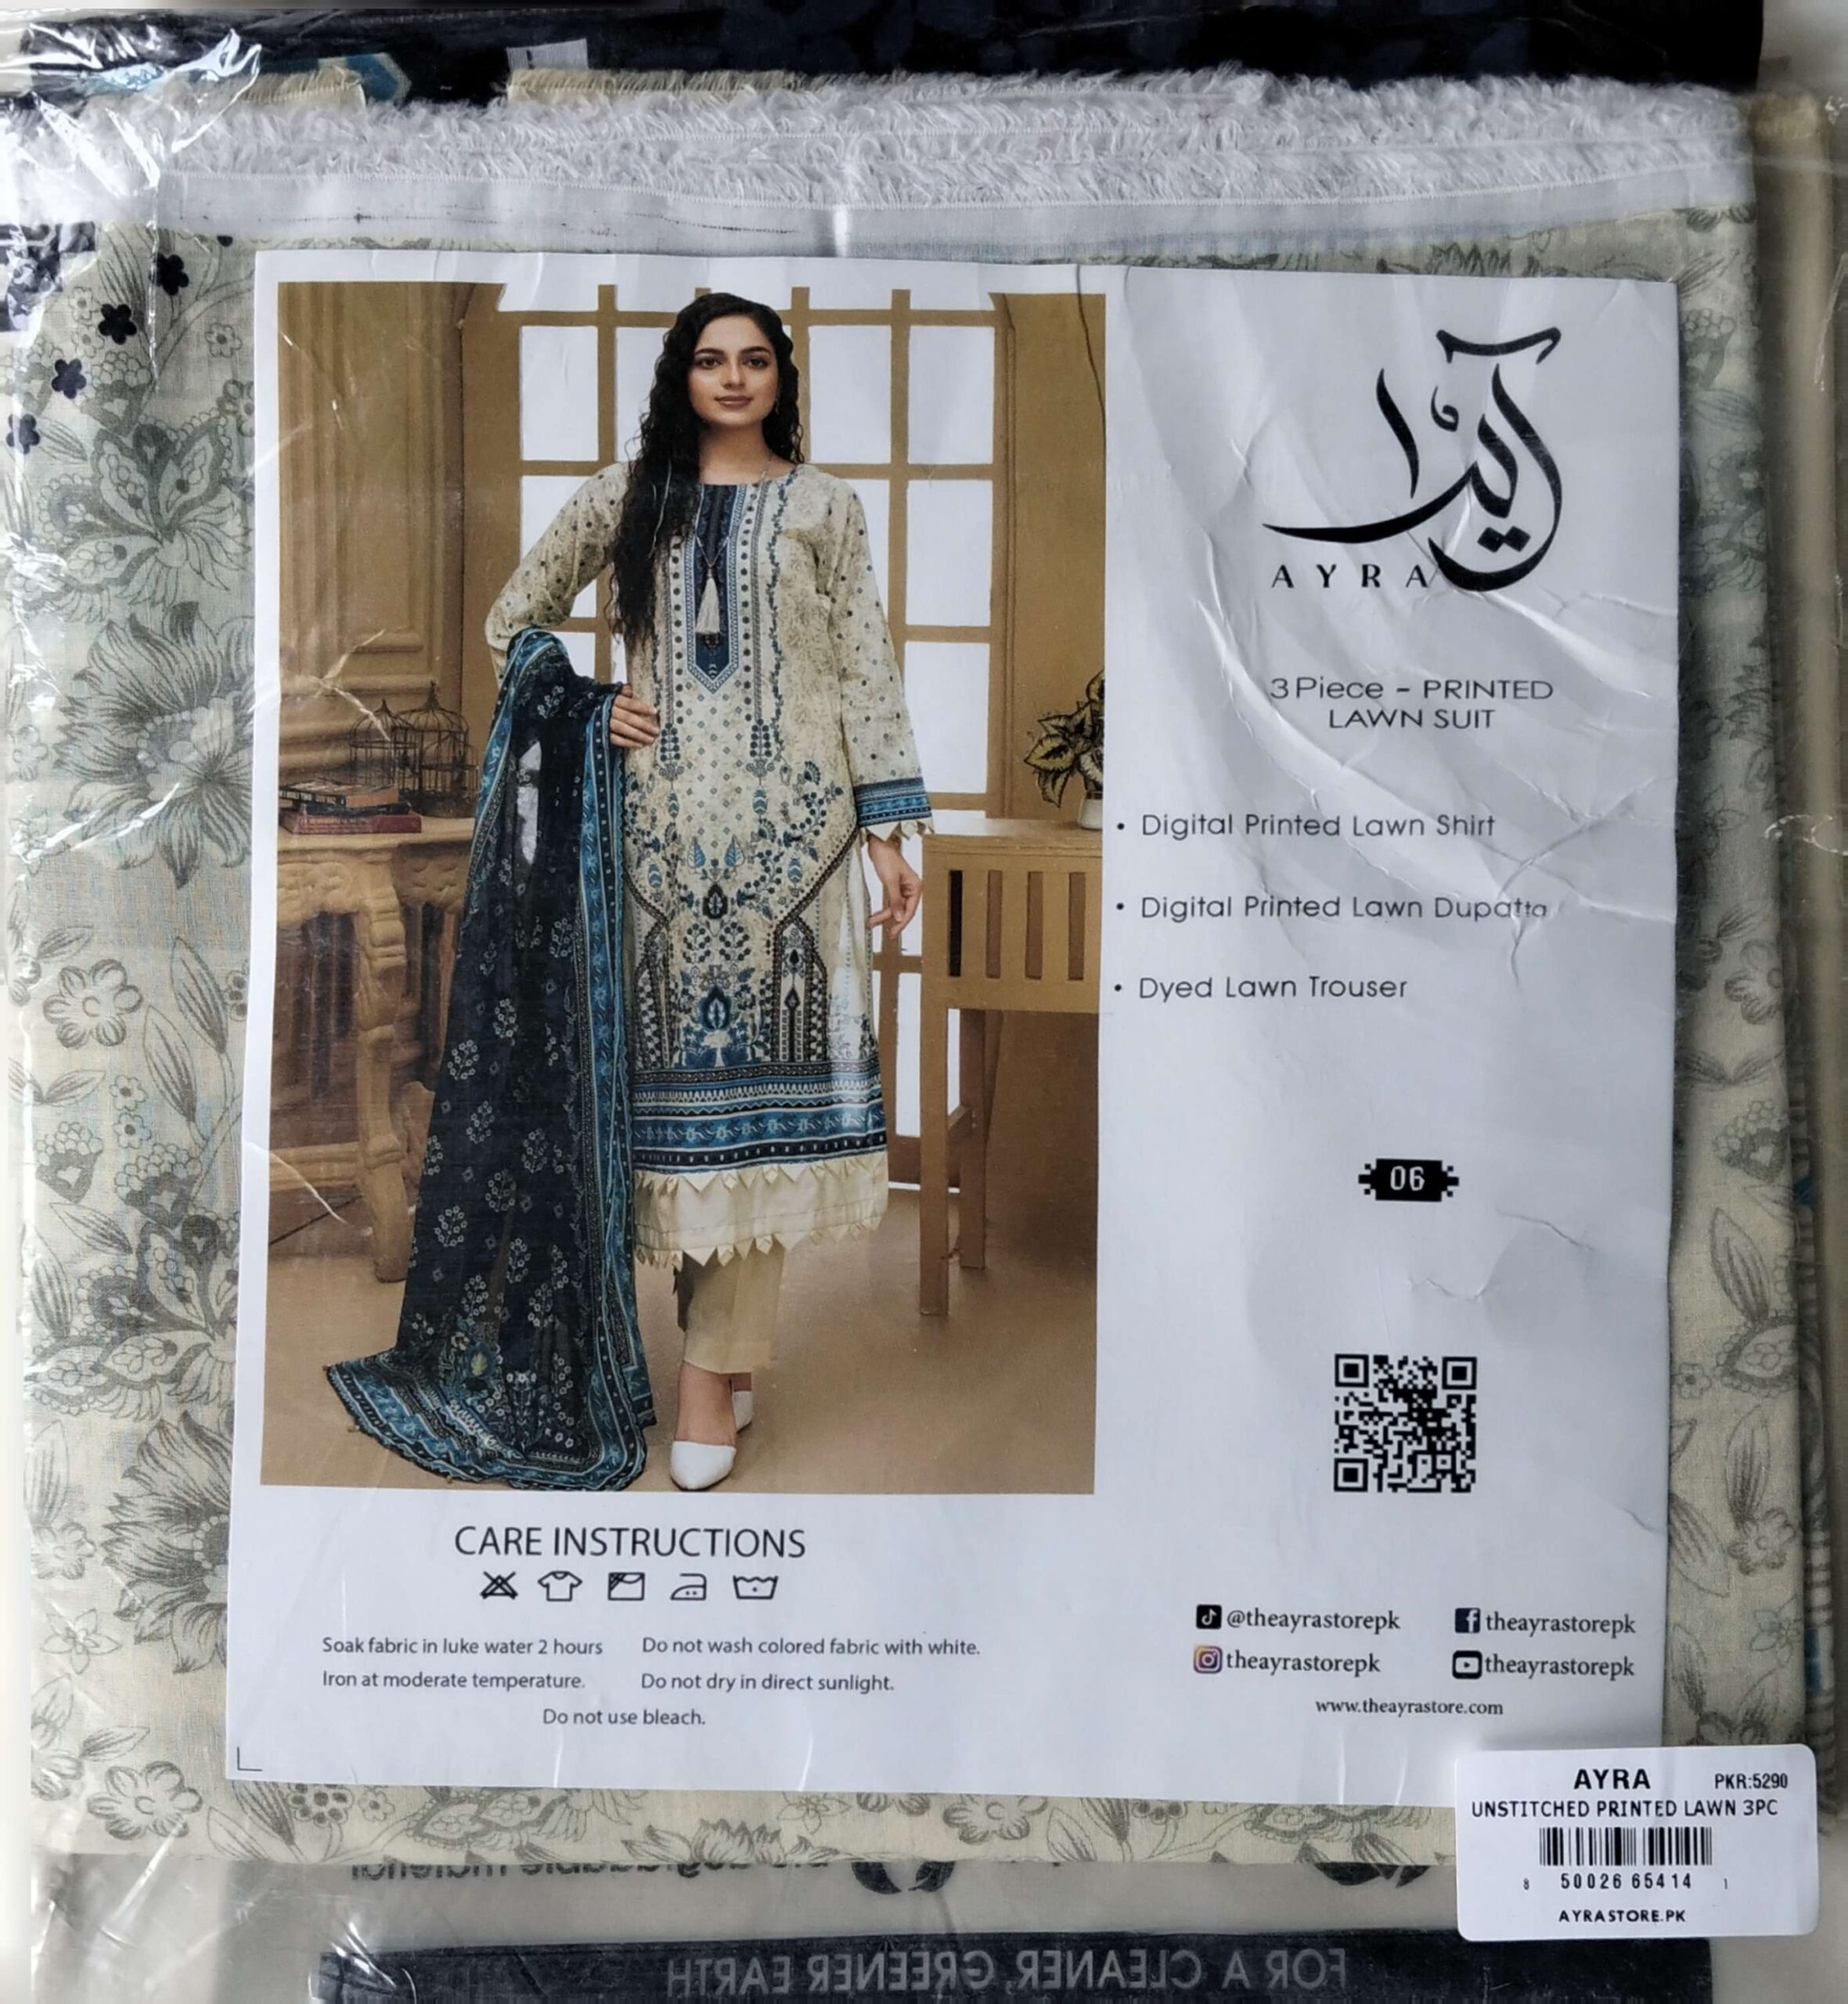 آیرا
AYRA
3 Piece - PRINTED
LAWN SUIT
• Digital Printed Lawn Shirt
• Digital Printed Lawn Dupatta
• Dyed Lawn Trouser
06
CARE INSTRUCTIONS
Soak fabric in luke water 2 hours
Do not wash colored fabric with white.
Iron at moderate temperature.
Do not dry in direct sunlight.
Do not use bleach.
@theayrastorepk
theayrastorepk
theayrastorepk
theayrastorepk
www.theayrastore.com
AYRA PKR:5290
UNSTITCHED PRINTED LAWN 3PC
8 50026 65414 1
AYRASTORE.PK
FOR A CLEANER, GREENER EARTH